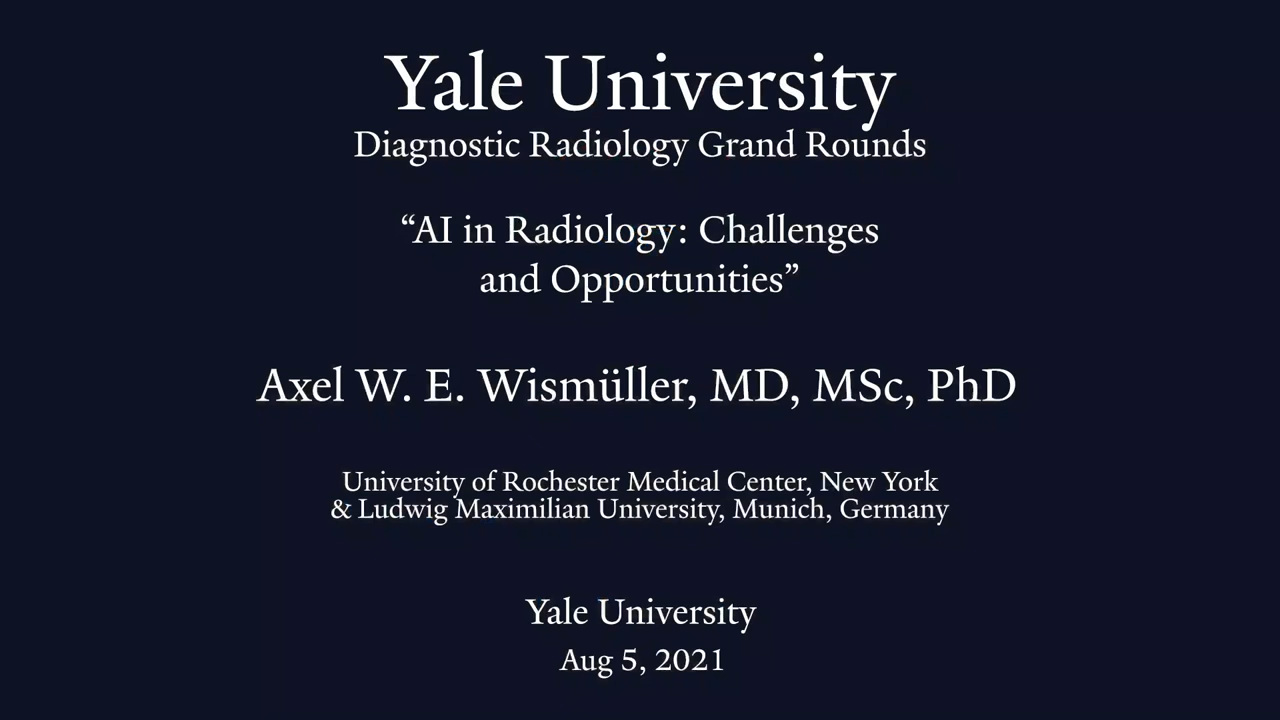 Yale University
Diagnostic Radiology Grand Rounds
“AI in Radiology: Challenges
and Opportunities”
Axel W. E. Wismüller, MD, MSc, PhD
University of Rochester Medical Center, New York
& Ludwig Maximilian University, Munich, Germany
Yale University
Aug 5, 2021